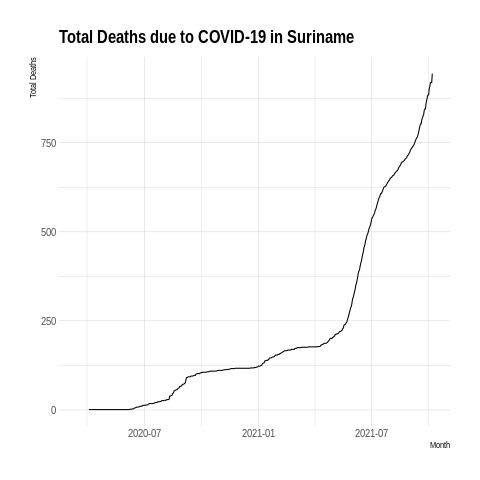 Total Deaths due to COVID-19 in Suriname
Total Deaths
750
500
250
0
2020-07
2021-01
2021-07
Month